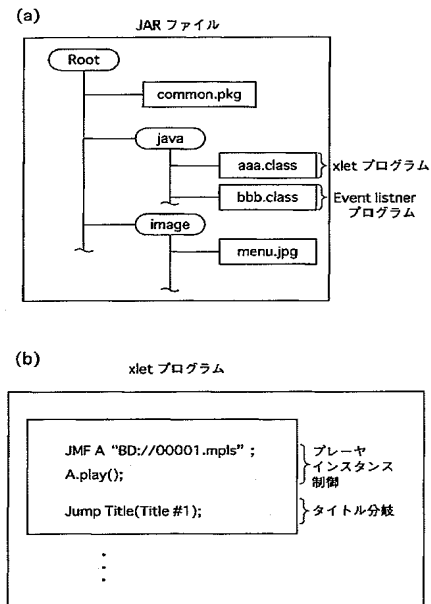 (a)
JAR ファイル
Root
common.pkg
java
aaa.class
xlet プログラム
bbb.class
Event listner
プログラム
image
menu.jpg
(b)
xlet プログラム
JMF A “BD://00001.mpls” ;
A.play();
プレーヤ
インスタンス
制御
Jump Title(Title #1);
タイトル分岐